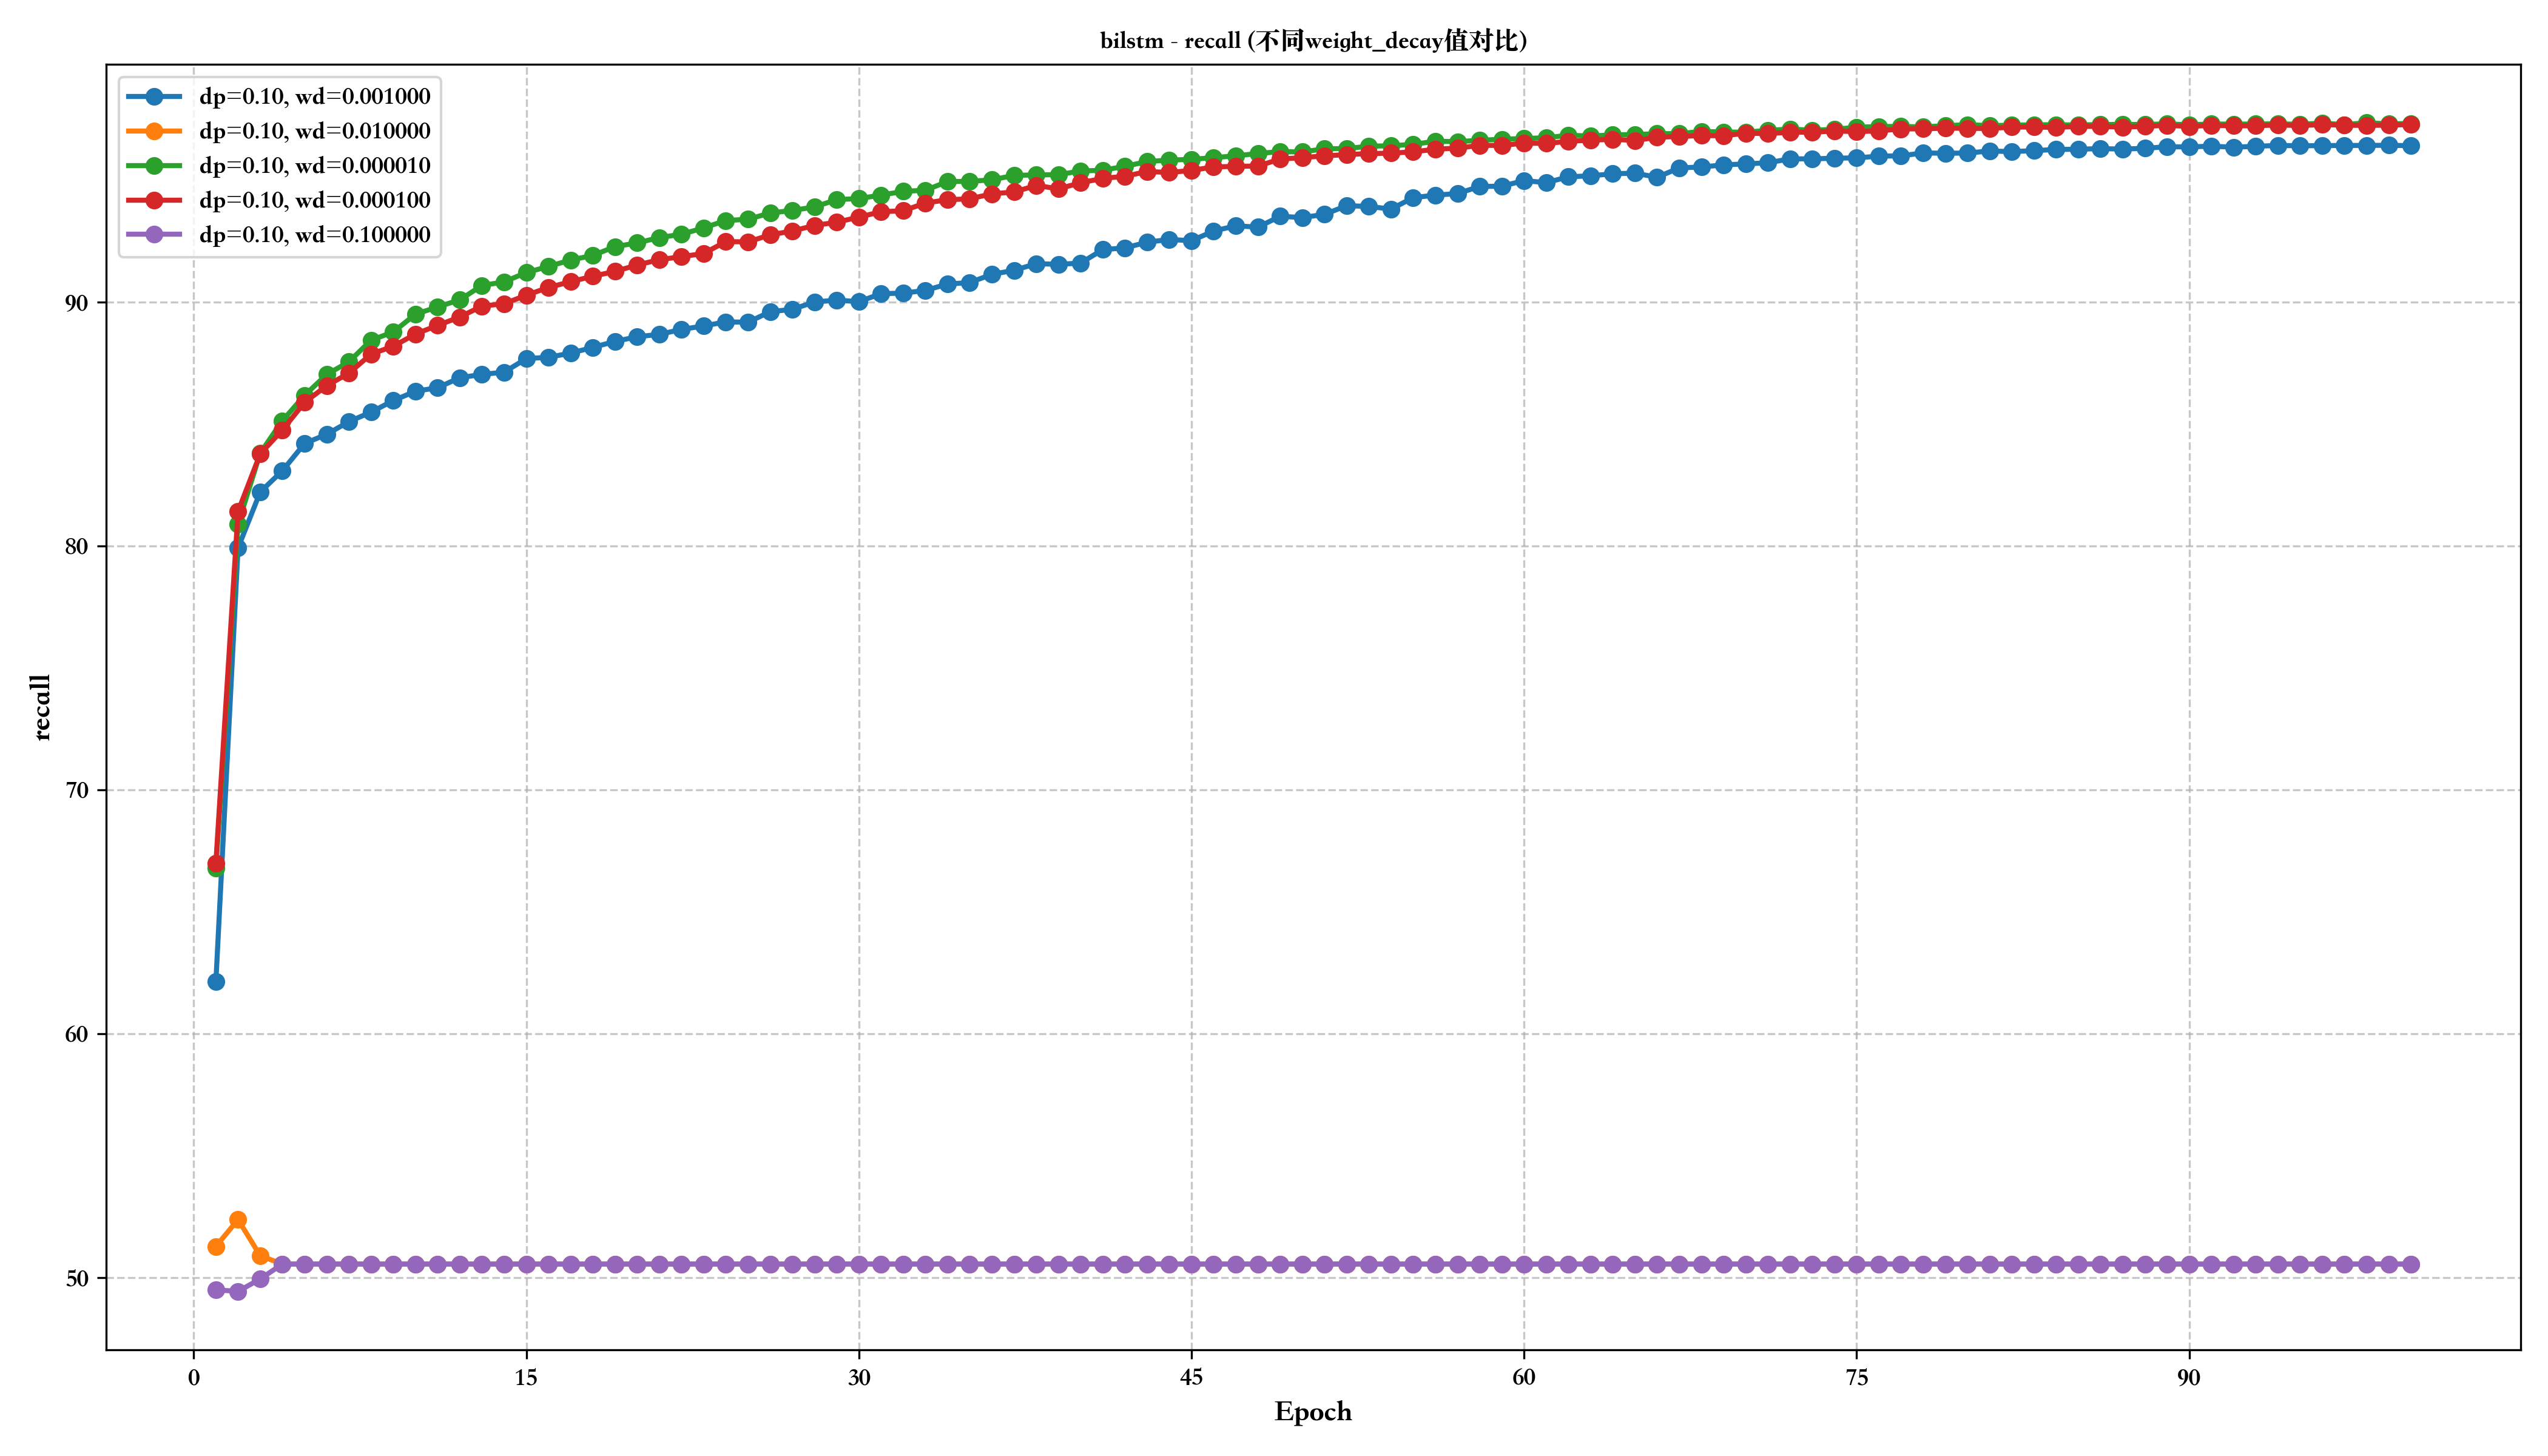 bilstm - recall (不同weight_decay值对比)
dp=0.10, wd=0.001000
dp=0.10, wd=0.010000
dp=0.10, wd=0.000010
dp=0.10, wd=0.000100
dp=0.10, wd=0.100000
90
80
70
60
50
recall
0 15 30 45 60 75 90
Epoch